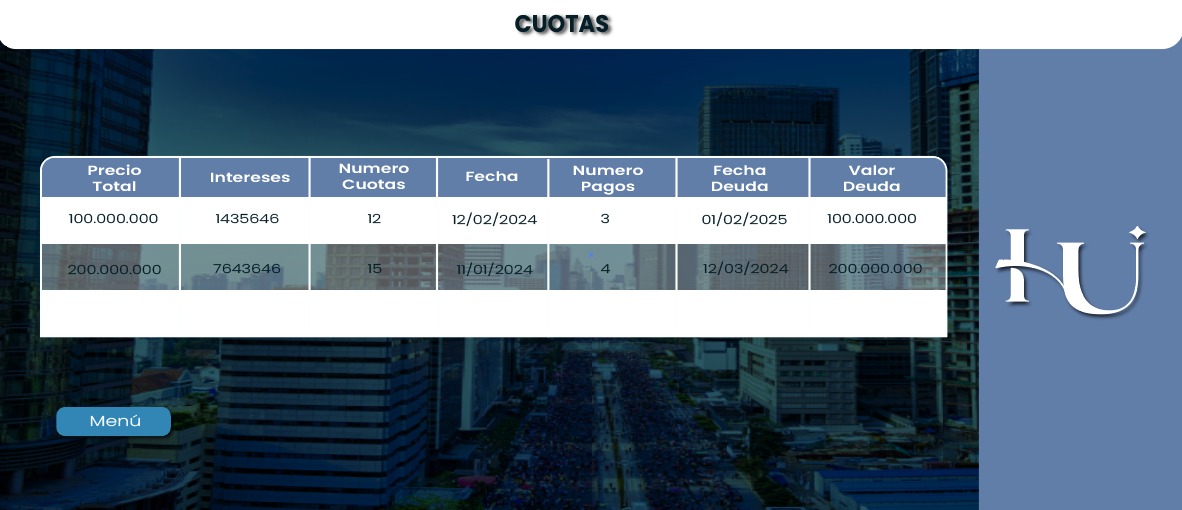 CUOTAS
Precio Total Intereses Numero Cuotas Fecha Numero Pagos Fecha Deuda Valor Deuda
100.000.000 1435646 12 12/02/2024 3 01/02/2025 100.000.000
200.000.000 7643646 15 11/01/2024 4 12/03/2024 200.000.000
HU
Menú